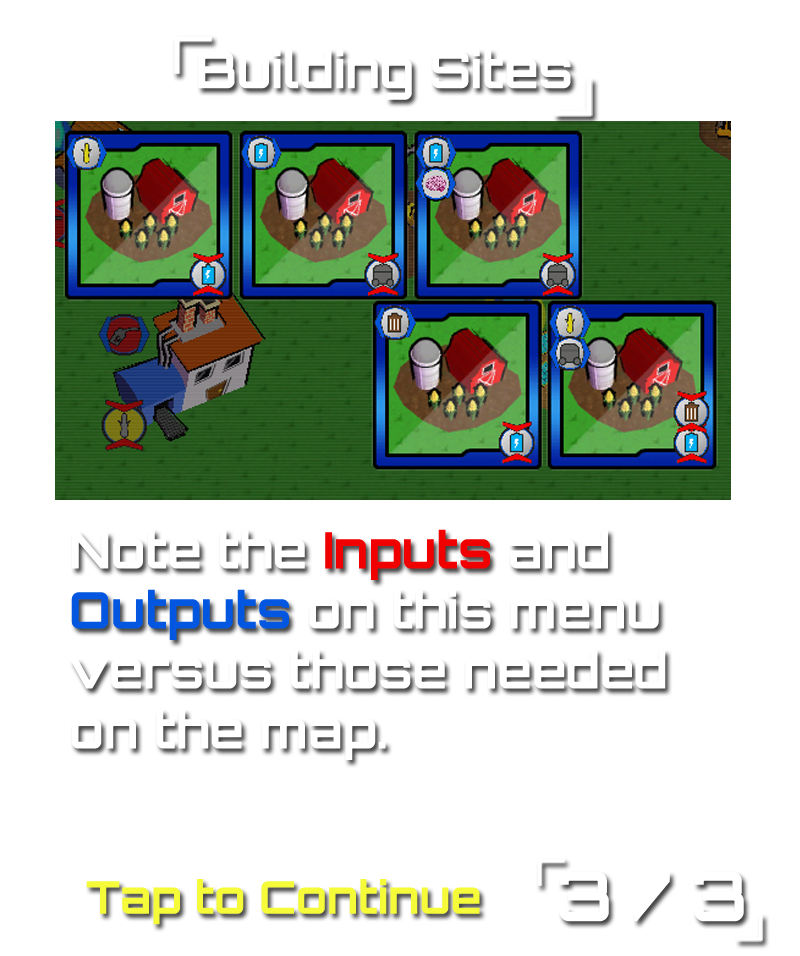 Building Sites
Note the Inputs and
Outputs on this menu
versus those needed
on the map.
Tap to Continue
3 / 3